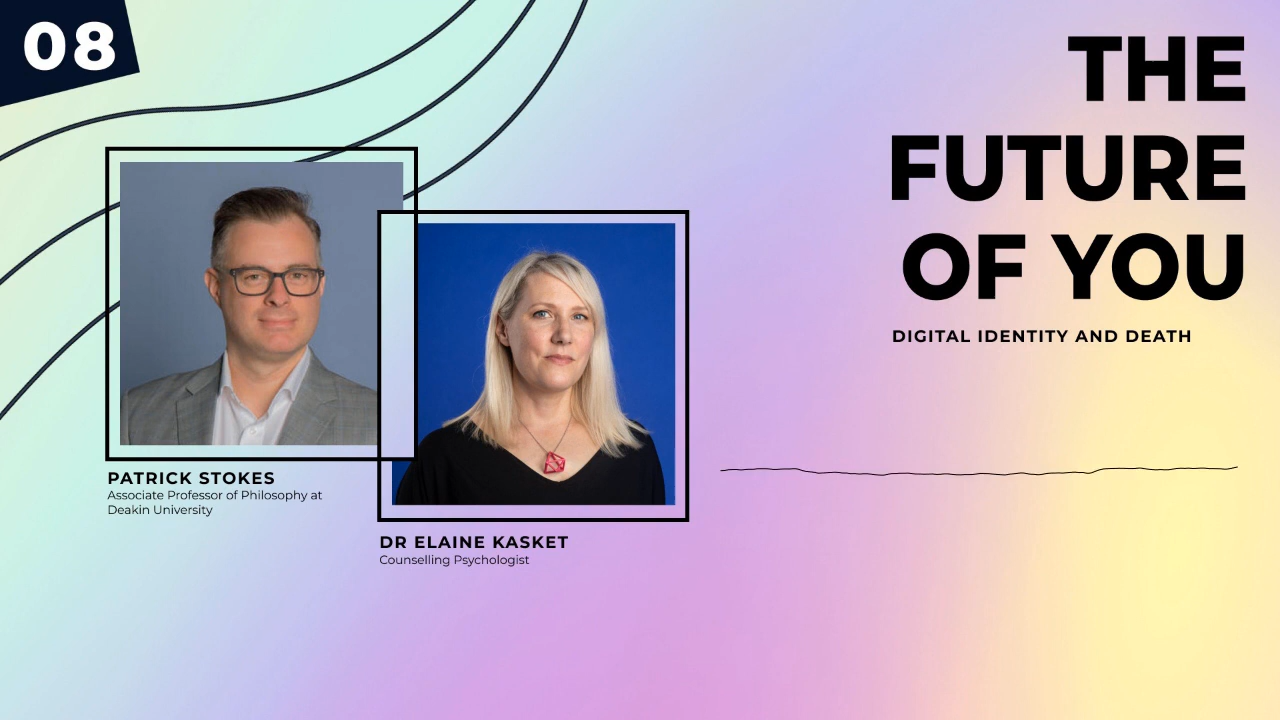 08
THE
FUTURE
OF YOU
DIGITAL IDENTITY AND DEATH
PATRICK STOKES
Associate Professor of Philosophy at
Deakin University
DR ELAINE KASKET
Counselling Psychologist